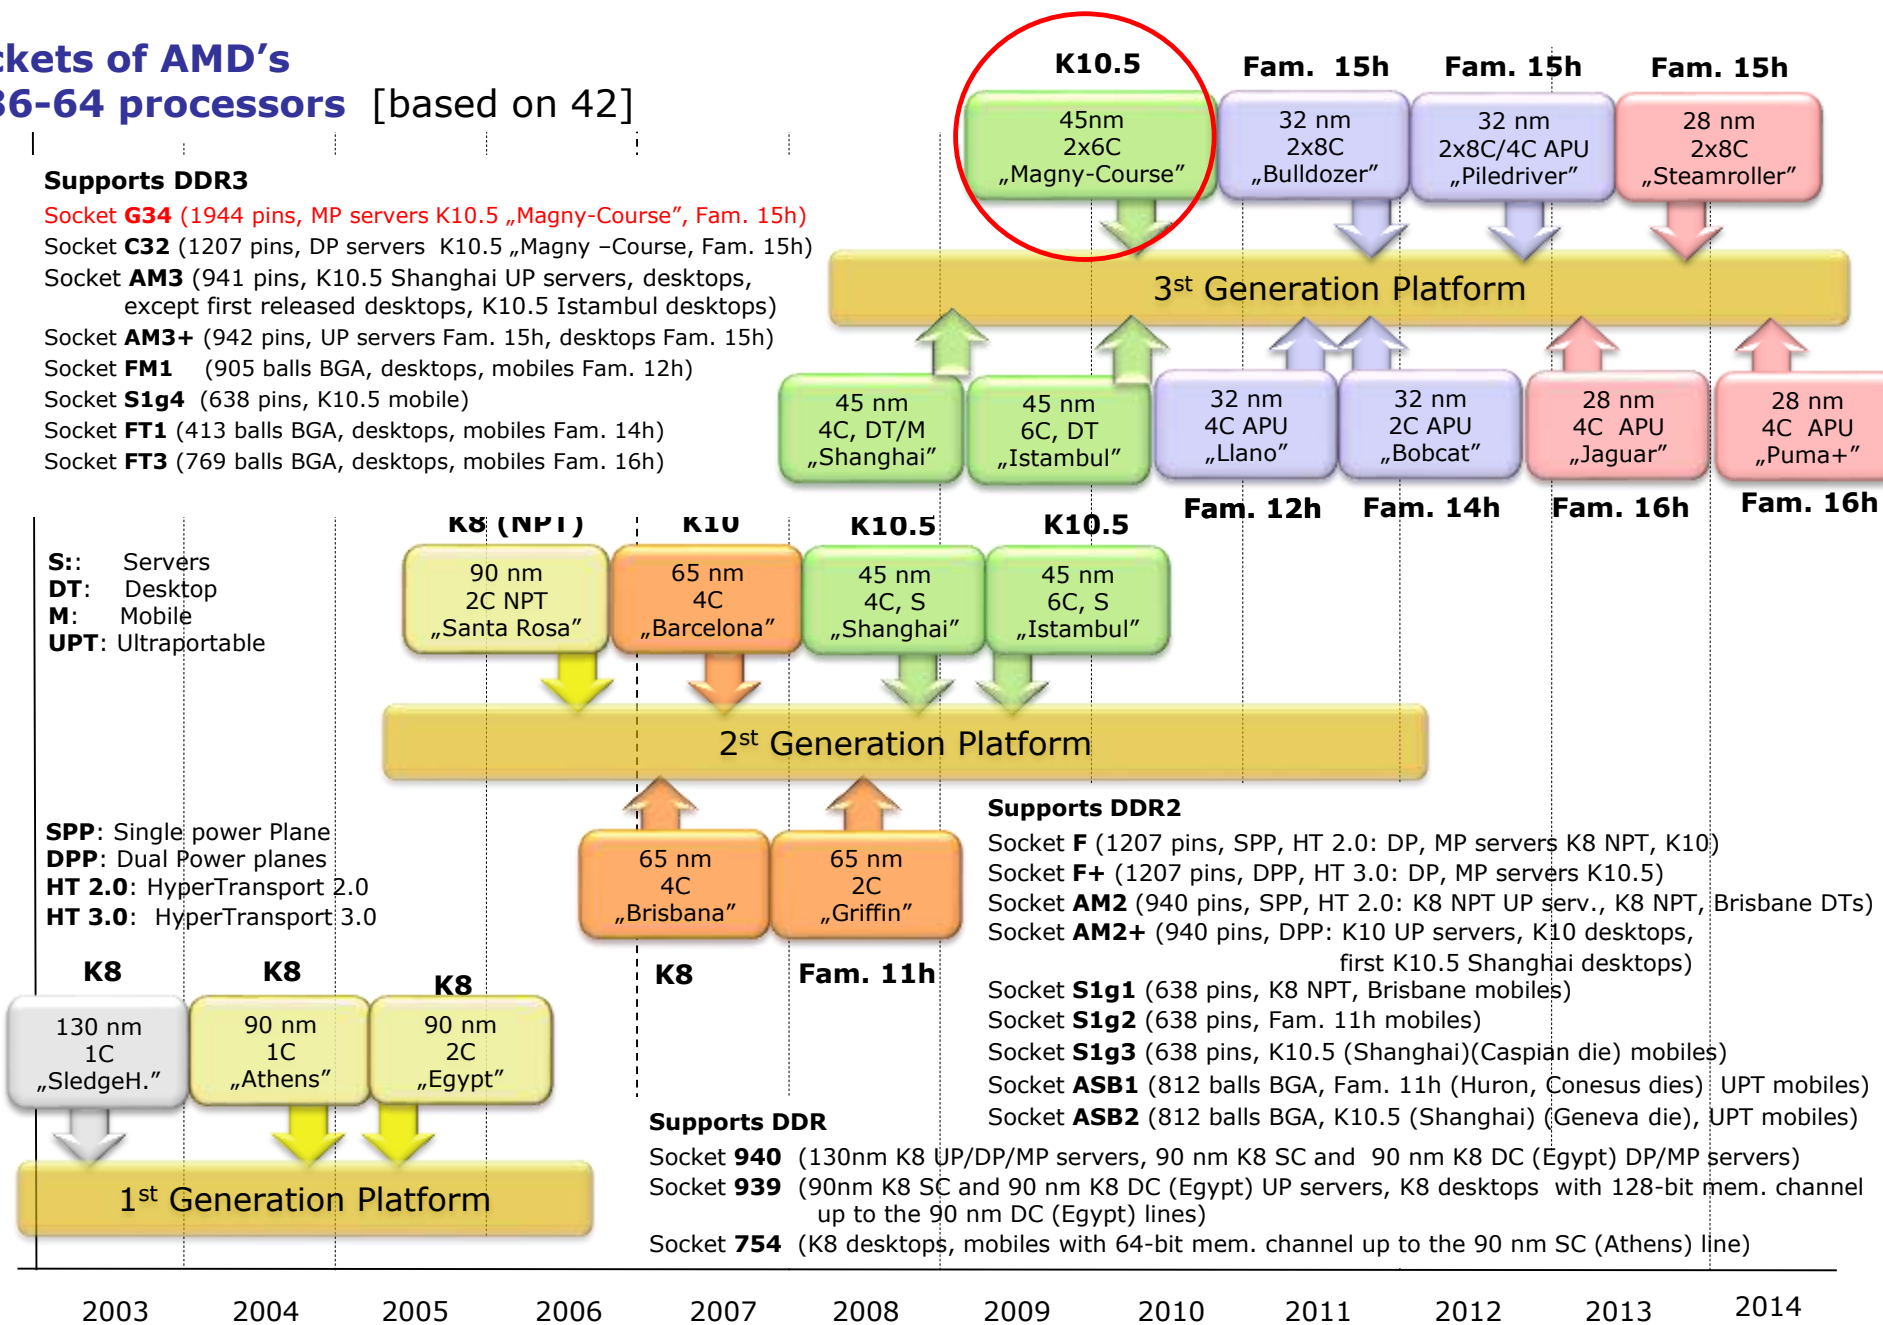 ckets of AMD's
86-64 processors [based on 42]
K10.5
Fam. 15h
Fam. 15h
Fam. 15h
45nm
2x6C
„Magny-Course”
32 nm
2x8C
„Bulldozer”
32 nm
2x8C/4C APU
„Piledriver”
28 nm
2x8C
„Steamroller”
Supports DDR3
Socket G34 (1944 pins, MP servers K10.5 „Magny-Course”, Fam. 15h)
Socket C32 (1207 pins, DP servers K10.5 „Magny –Course, Fam. 15h)
Socket AM3 (941 pins, K10.5 Shanghai UP servers, desktops,
except first released desktops, K10.5 Istambul desktops)
Socket AM3+ (942 pins, UP servers Fam. 15h, desktops Fam. 15h)
Socket FM1 (905 balls BGA, desktops, mobiles Fam. 12h)
Socket S1g4 (638 pins, K10.5 mobile)
Socket FT1 (413 balls BGA, desktops, mobiles Fam. 14h)
Socket FT3 (769 balls BGA, desktops, mobiles Fam. 16h)
3st Generation Platform
45 nm
4C, DT/M
„Shanghai”
45 nm
6C, DT
„Istambul”
32 nm
4C APU
„Llano”
32 nm
2C APU
„Bobcat”
28 nm
4C APU
„Jaguar”
28 nm
4C APU
„Puma+”
Fam. 12h
Fam. 14h
Fam. 16h
Fam. 16h
K8 (NPT)
K10
K10.5
K10.5
S:: Servers
DT: Desktop
M: Mobile
UPT: Ultraportable
90 nm
2C NPT
„Santa Rosa”
65 nm
4C
„Barcelona”
45 nm
4C, S
„Shanghai”
45 nm
6C, S
„Istambul”
2st Generation Platform
SPP: Single power Plane
DPP: Dual Power planes
HT 2.0: HyperTransport 2.0
HT 3.0: HyperTransport 3.0
65 nm
4C
„Brisbana”
65 nm
2C
„Griffin”
K8
Fam. 11h
Supports DDR2
Socket F (1207 pins, SPP, HT 2.0: DP, MP servers K8 NPT, K10)
Socket F+ (1207 pins, DPP, HT 3.0: DP, MP servers K10.5)
Socket AM2 (940 pins, SPP, HT 2.0: K8 NPT UP serv., K8 NPT, Brisbane DTs)
Socket AM2+ (940 pins, DPP: K10 UP servers, K10 desktops,
first K10.5 Shanghai desktops)
Socket S1g1 (638 pins, K8 NPT, Brisbane mobiles)
Socket S1g2 (638 pins, Fam. 11h mobiles)
Socket S1g3 (638 pins, K10.5 (Shanghai)(Caspian die) mobiles)
Socket ASB1 (812 balls BGA, Fam. 11h (Huron, Conesus dies) UPT mobiles)
Socket ASB2 (812 balls BGA, K10.5 (Shanghai) (Geneva die), UPT mobiles)
K8
K8
K8
130 nm
1C
„SledgeH.”
90 nm
1C
„Athens”
90 nm
2C
„Egypt”
1st Generation Platform
Supports DDR
Socket 940 (130nm K8 UP/DP/MP servers, 90 nm K8 SC and 90 nm K8 DC (Egypt) DP/MP servers)
Socket 939 (90nm K8 SC and 90 nm K8 DC (Egypt) UP servers, K8 desktops with 128-bit mem. channel
up to the 90 nm DC (Egypt) lines)
Socket 754 (K8 desktops, mobiles with 64-bit mem. channel up to the 90 nm SC (Athens) line)
2003 2004 2005 2006 2007 2008 2009 2010 2011 2012 2013 2014